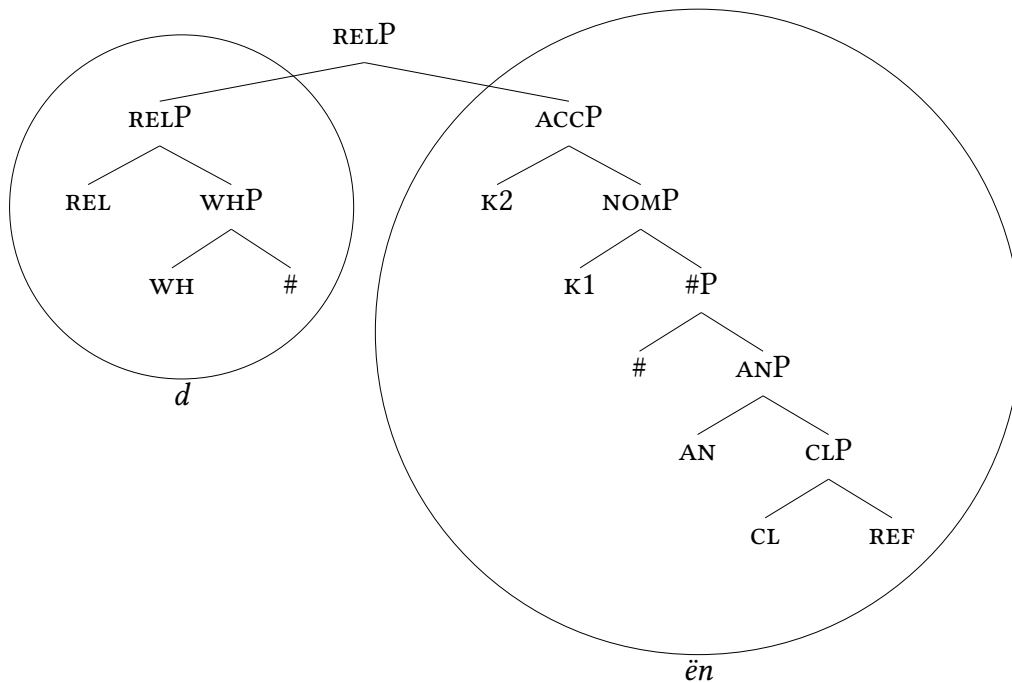 RELP
RELP ACCP
REL WHP K2 NOMP
WH # K1 #P
# ANP
d
AN CLP
CL REF
ën